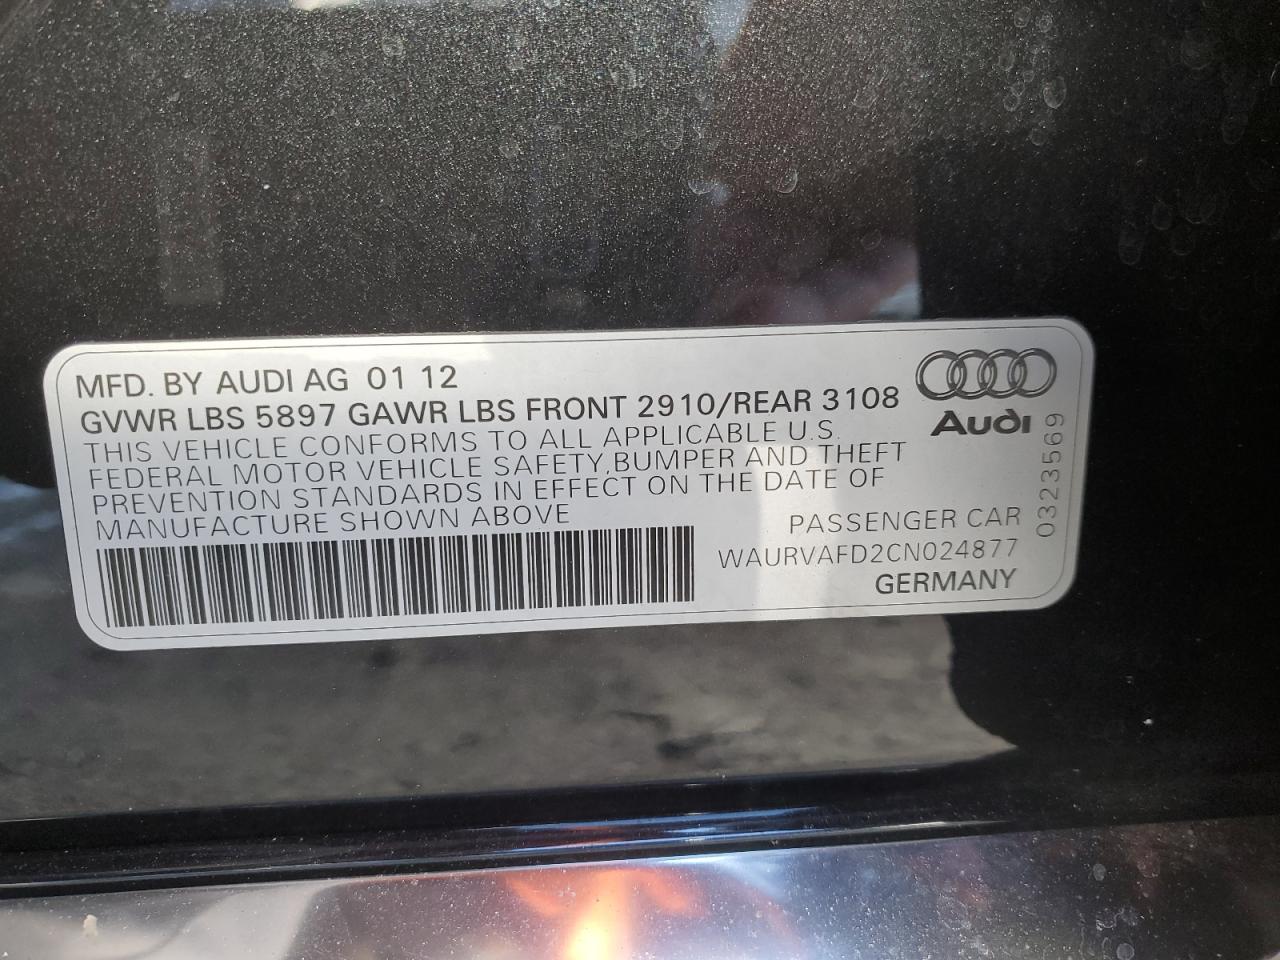 MFD. BY AUDI AG 01 12
GVWR LBS 5897 GAWR LBS FRONT 2910/REAR 3108
THIS VEHICLE CONFORMS TO ALL APPLICABLE U.S.
FEDERAL MOTOR VEHICLE SAFETY,BUMPER AND THEFT
PREVENTION STANDARDS IN EFFECT ON THE DATE OF
MANUFACTURE SHOWN ABOVE
Audi
0323569
PASSENGER CAR
WAURVAFD2CN024877
GERMANY